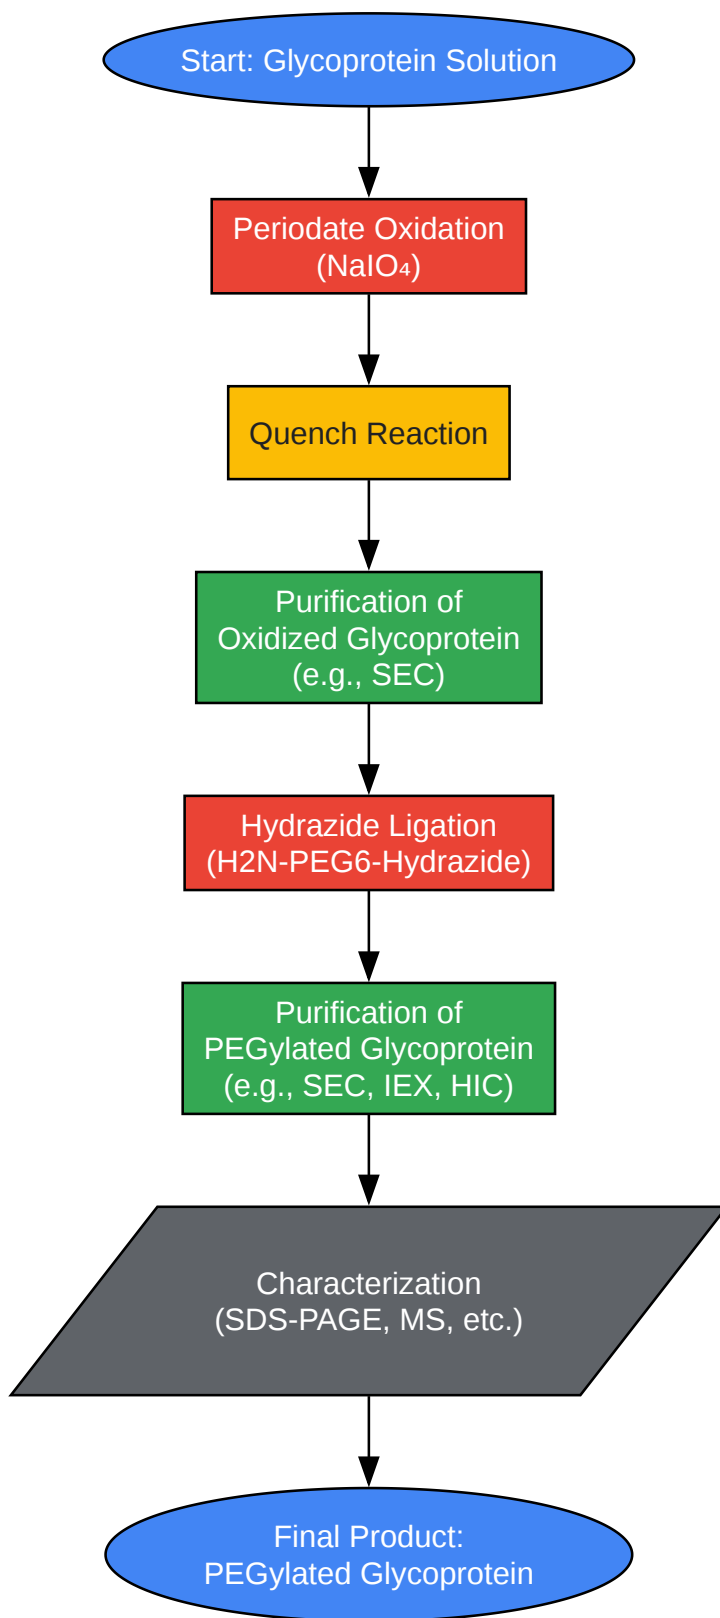 Start: Glycoprotein Solution
Periodate Oxidation
(NaIO₄)
Quench Reaction
Purification of
Oxidized Glycoprotein
(e.g., SEC)
Hydrazide Ligation
(H2N-PEG6-Hydrazide)
Purification of
PEGylated Glycoprotein
(e.g., SEC, IEX, HIC)
Characterization
(SDS-PAGE, MS, etc.)
Final Product:
PEGylated Glycoprotein